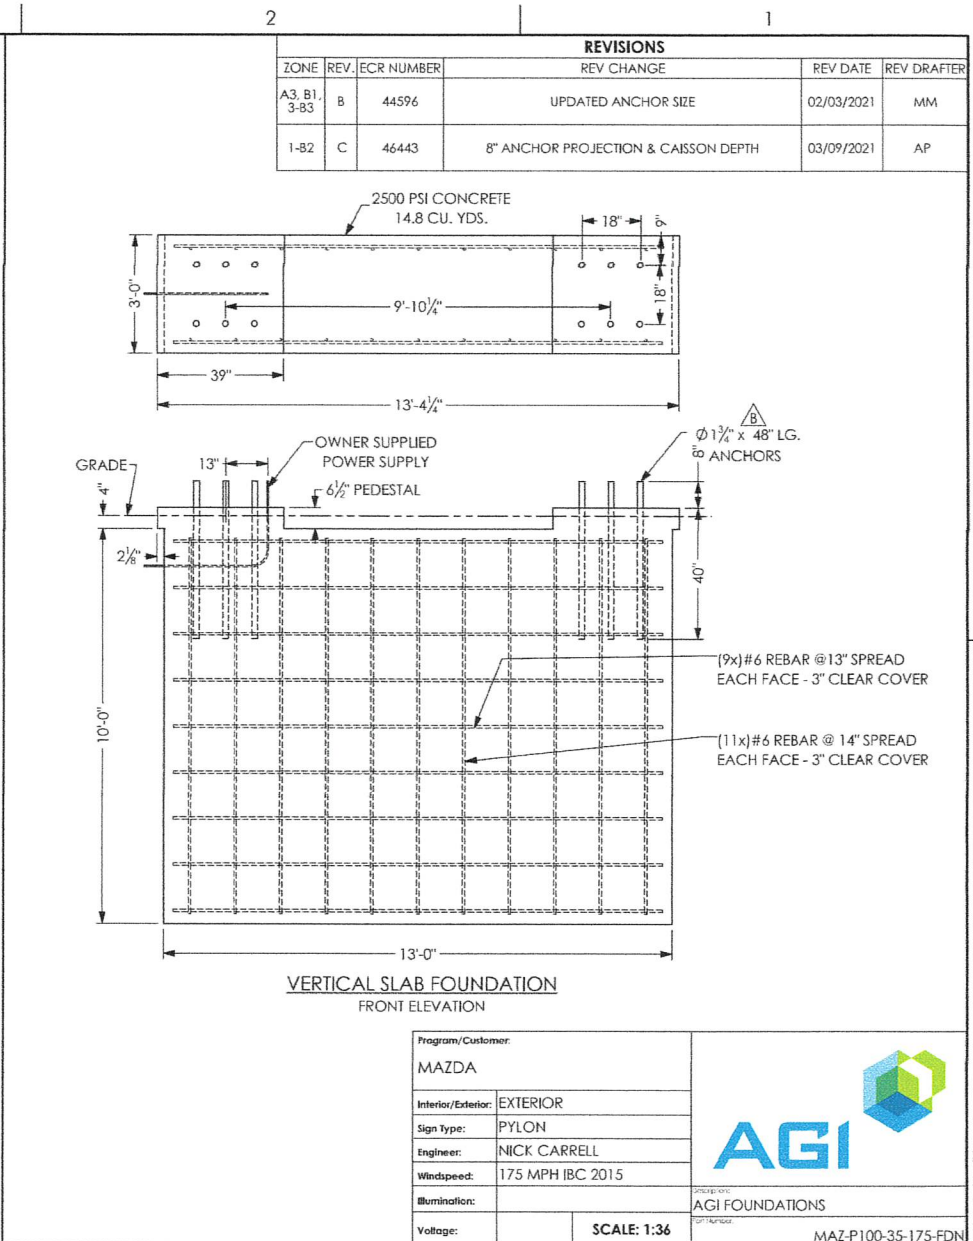 2 1
REVISIONS
ZONE REV. ECR NUMBER REV CHANGE REV DATE REV DRAFTER
A3, B1, 3-B3 B 44596 UPDATED ANCHOR SIZE 02/03/2021 MM
1-B2 C 46443 8" ANCHOR PROJECTION & CAISSON DEPTH 03/09/2021 AP
2500 PSI CONCRETE
14.8 CU. YDS.
18" 9"
3'-0"
9'-10¼"
18"
39"
13'-4¼"
B
Ø1¾" x 48" LG.
ANCHORS
8"
OWNER SUPPLIED
POWER SUPPLY
GRADE
13"
6½" PEDESTAL
4"
2⅛"
40"
(9x)#6 REBAR @13" SPREAD
EACH FACE - 3" CLEAR COVER
10'-0"
(11x)#6 REBAR @ 14" SPREAD
EACH FACE - 3" CLEAR COVER
13'-0"
VERTICAL SLAB FOUNDATION
FRONT ELEVATION
Program/Customer:
MAZDA
Interior/Exterior: EXTERIOR
Sign Type: PYLON
Engineer: NICK CARRELL
Windspeed: 175 MPH IBC 2015
Illumination:
Voltage:
SCALE: 1:36
AGI
Description:
AGI FOUNDATIONS
Part Number:
MAZ-P100-35-175-FDN